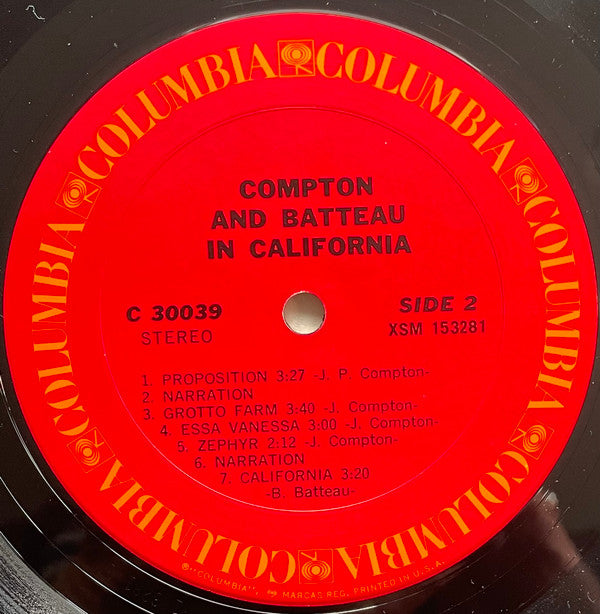 COLUMBIA COLUMBIA COLUMBIA COLUMBIA COLUMBIA COLUMBIA COLUMBIA COLUMBIA
COMPTON
AND BATTEAU
IN CALIFORNIA
C 30039
STEREO
SIDE 2
XSM 153281
1. PROPOSITION 3:27 -J. P. Compton-
2. NARRATION
3. GROTTO FARM 3:40 -J. Compton-
4. ESSA VANESSA 3:00 -J. Compton-
5. ZEPHYR 2:12 -J. Compton-
6. NARRATION
7. CALIFORNIA 3:20
-B. Batteau-
"COLUMBIA", MARCAS REG. PRINTED IN U.S.A.